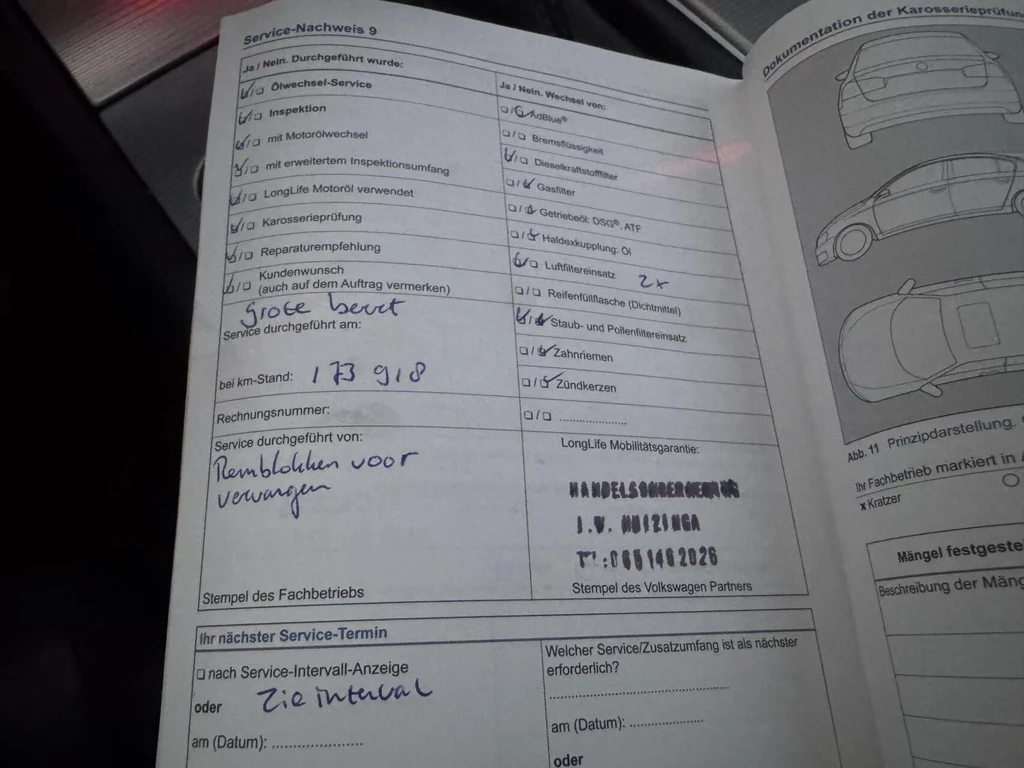 Service-Nachweis 9
Ja / Nein. Durchgeführt wurde:
Ölwechsel-Service
Inspektion
mit Motorölwechsel
mit erweitertem Inspektionsumfang
LongLife Motoröl verwendet
Karosserieprüfung
Reparaturempfehlung
Kundenwunsch
(auch auf dem Auftrag vermerken)
grote beurt
Service durchgeführt am:
bei km-Stand: 173 918
Rechnungsnummer:
Service durchgeführt von:
Remblokken voor
vervangen
Stempel des Fachbetriebs
Ja / Nein. Wechsel von:
AdBlue®
Bremsflüssigkeit
Dieselkraftstofffilter
Gasfilter
Getriebeöl: DSG®, ATF
Haldexkupplung: Öl
Luftfiltereinsatz 2x
Reifenfüllflasche (Dichtmittel)
Staub- und Pollenfiltereinsatz
Zahnriemen
Zündkerzen
LongLife Mobilitätsgarantie:
HANDELSONDERNEMING
HUIZINGA
Stempel des Volkswagen Partners
Ihr nächster Service-Termin
nach Service-Intervall-Anzeige
oder Zie interval
am (Datum): ......................
Welcher Service/Zusatzumfang ist als nächster
erforderlich?
am (Datum): ..................
oder
Dokumentation der Karosserieprüfung
Abb. 11 Prinzipdarstellung.
Ihr Fachbetrieb markiert in
x Kratzer
Mängel festgeste
Beschreibung der Mäng